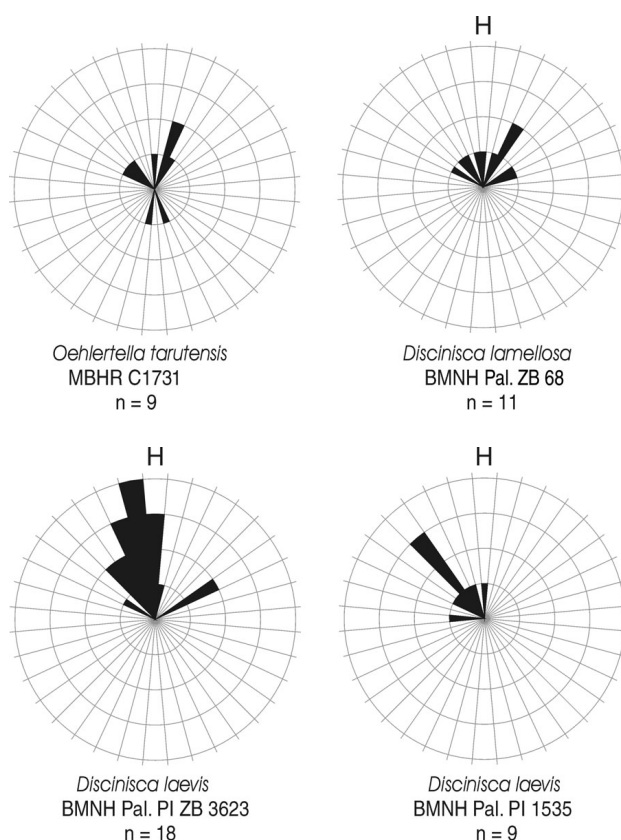 H
Oehlertella tarutensis
MBHR C1731
n = 9
Discinisca lamellosa
BMNH Pal. ZB 68
n = 11
H
Discinisca laevis
BMNH Pal. PI ZB 3623
n = 18
H
Discinisca laevis
BMNH Pal. PI 1535
n = 9